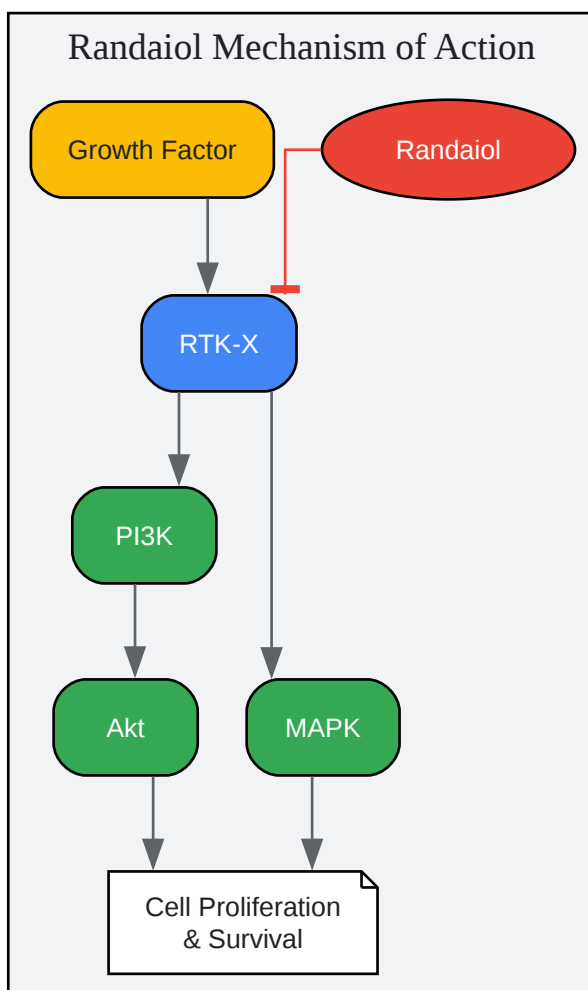 Randaiol Mechanism of Action
Growth Factor
Randaiol
RTK-X
PI3K
Akt
MAPK
Cell Proliferation
& Survival